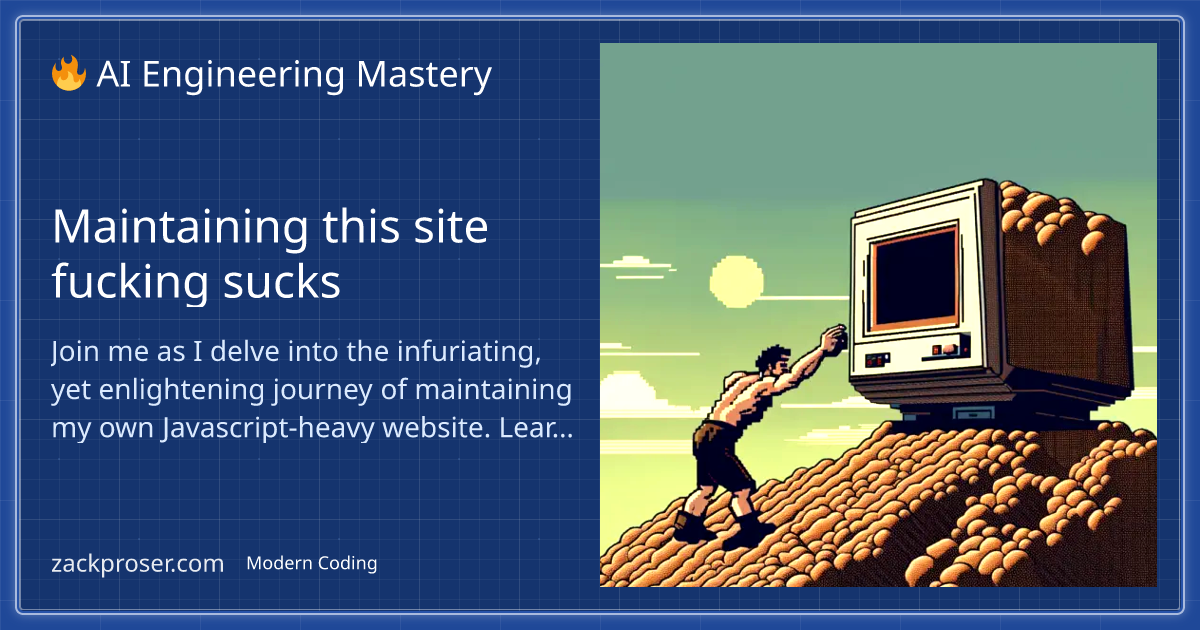 🔥 AI Engineering Mastery
Maintaining this site
fucking sucks
Join me as I delve into the infuriating,
yet enlightening journey of maintaining
my own Javascript-heavy website. Lear...
zackproser.com Modern Coding